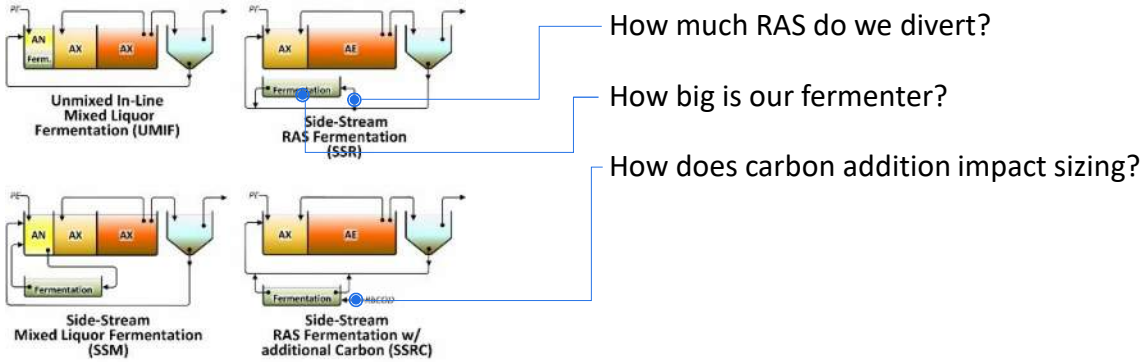 PE
AN
Ferm.
AX
AX
Unmixed In-Line
Mixed Liquor
Fermentation (UMIF)
PE
AX
AE
Fermentation
Side-Stream
RAS Fermentation
(SSR)
How much RAS do we divert?
How big is our fermenter?
How does carbon addition impact sizing?
PE
AN
AX
AX
Fermentation
Side-Stream
Mixed Liquor Fermentation
(SSM)
PE
AX
AE
Fermentation
Side-Stream
RAS Fermentation w/
additional Carbon (SSRC)